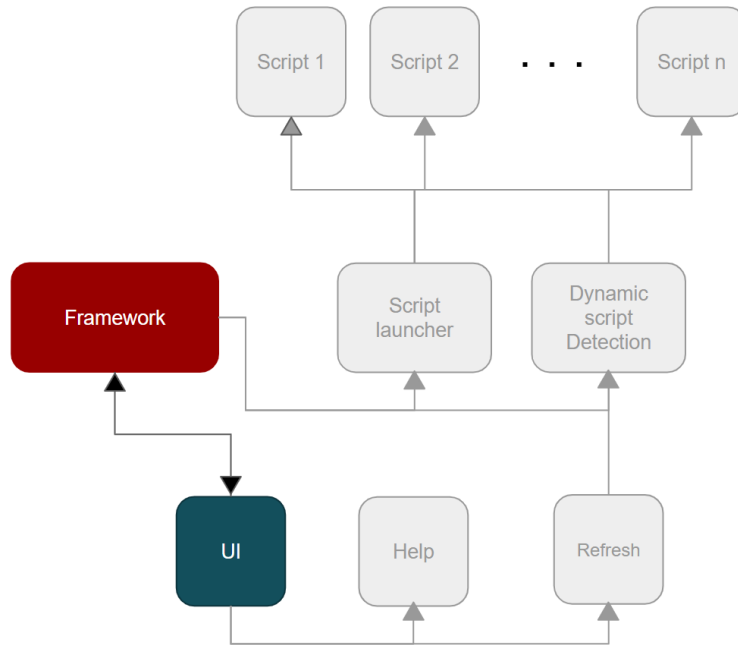 Script 1
Script 2
. . .
Script n
Framework
Script
launcher
Dynamic
script
Detection
UI
Help
Refresh